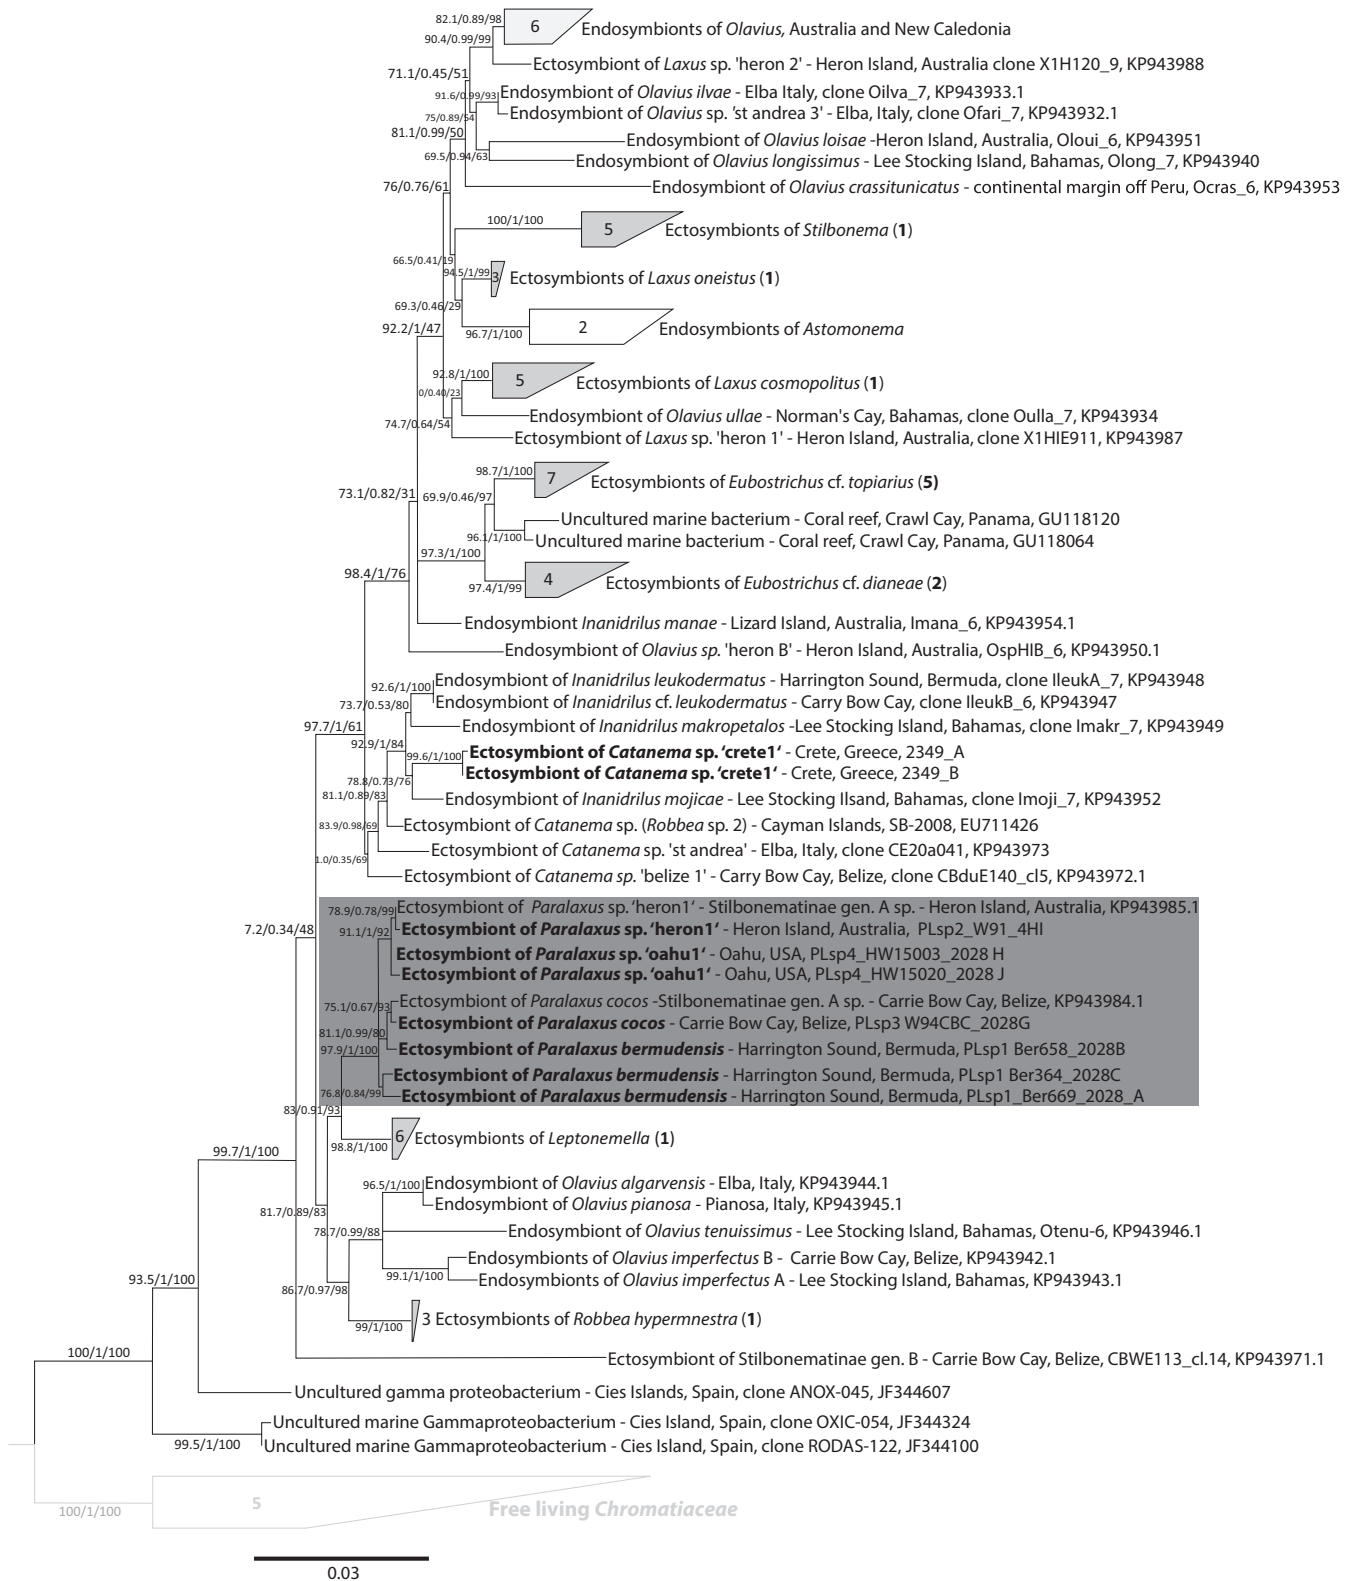 82.1/0.89/98
6
Endosymbionts of Olavius, Australia and New Caledonia
90.4/0.99/99
Ectosymbiont of Laxus sp. 'heron 2' - Heron Island, Australia clone X1H120_9, KP943988
71.1/0.45/51
91.6/0.99/93
Endosymbiont of Olavius ilvae - Elba Italy, clone Oilva_7, KP943933.1
Endosymbiont of Olavius sp. 'st andrea 3' - Elba, Italy, clone Ofari_7, KP943932.1
75/0.89/54
81.1/0.99/50
Endosymbiont of Olavius loisae -Heron Island, Australia, Oloui_6, KP943951
69.5/0.94/63
Endosymbiont of Olavius longissimus - Lee Stocking Island, Bahamas, Olong_7, KP943940
76/0.76/61
Endosymbiont of Olavius crassitunicatus - continental margin off Peru, Ocras_6, KP943953
100/1/100
5
Ectosymbionts of Stilbonema (1)
66.5/0.41/19
94.5/1/99
3
Ectosymbionts of Laxus oneistus (1)
69.3/0.46/29
92.2/1/47
96.7/1/100
2
Endosymbionts of Astomonema
92.8/1/100
5
Ectosymbionts of Laxus cosmopolitus (1)
0/0.40/23
Endosymbiont of Olavius ullae - Norman's Cay, Bahamas, clone Oulla_7, KP943934
74.7/0.64/54
Ectosymbiont of Laxus sp. 'heron 1' - Heron Island, Australia, clone X1HIE911, KP943987
98.7/1/100
7
Ectosymbionts of Eubostrichus cf. topiarius (5)
73.1/0.82/31
69.9/0.46/97
Uncultured marine bacterium - Coral reef, Crawl Cay, Panama, GU118120
96.1/1/100
Uncultured marine bacterium - Coral reef, Crawl Cay, Panama, GU118064
97.3/1/100
98.4/1/76
97.4/1/99
4
Ectosymbionts of Eubostrichus cf. dianeae (2)
Endosymbiont Inanidrilus manae - Lizard Island, Australia, Imana_6, KP943954.1
Endosymbiont of Olavius sp. 'heron B' - Heron Island, Australia, OspHIB_6, KP943950.1
92.6/1/100
Endosymbiont of Inanidrilus leukodermatus - Harrington Sound, Bermuda, clone IleukA_7, KP943948
73.7/0.53/80
Endosymbiont of Inanidrilus cf. leukodermatus - Carry Bow Cay, clone IleukB_6, KP943947
97.7/1/61
Endosymbiont of Inanidrilus makropetalos -Lee Stocking Island, Bahamas, clone Imakr_7, KP943949
92.9/1/84
99.6/1/100
Ectosymbiont of Catanema sp. ‘crete1‘ - Crete, Greece, 2349_A
Ectosymbiont of Catanema sp. ‘crete1‘ - Crete, Greece, 2349_B
78.8/0.73/76
81.1/0.89/83
Endosymbiont of Inanidrilus mojicae - Lee Stocking Ilsand, Bahamas, clone Imoji_7, KP943952
83.9/0.98/69
Ectosymbiont of Catanema sp. (Robbea sp. 2) - Cayman Islands, SB-2008, EU711426
Ectosymbiont of Catanema sp. 'st andrea' - Elba, Italy, clone CE20a041, KP943973
1.0/0.35/69
Ectosymbiont of Catanema sp. 'belize 1' - Carry Bow Cay, Belize, clone CBduE140_cl5, KP943972.1
78.9/0.78/99
Ectosymbiont of Paralaxus sp. ‘heron1‘ - Stilbonematinae gen. A sp. - Heron Island, Australia, KP943985.1
7.2/0.34/48
91.1/1/92
Ectosymbiont of Paralaxus sp. ‘heron1‘ - Heron Island, Australia, PLsp2_W91_4HI
Ectosymbiont of Paralaxus sp. ‘oahu1‘ - Oahu, USA, PLsp4_HW15003_2028 H
Ectosymbiont of Paralaxus sp. ‘oahu1‘ - Oahu, USA, PLsp4_HW15020_2028 J
75.1/0.67/93
Ectosymbiont of Paralaxus cocos -Stilbonematinae gen. A sp. - Carrie Bow Cay, Belize, KP943984.1
Ectosymbiont of Paralaxus cocos - Carrie Bow Cay, Belize, PLsp3 W94CBC_2028G
81.1/0.99/80
97.9/1/100
Ectosymbiont of Paralaxus bermudensis - Harrington Sound, Bermuda, PLsp1 Ber658_2028B
Ectosymbiont of Paralaxus bermudensis - Harrington Sound, Bermuda, PLsp1 Ber364_2028C
76.8/0.84/99
Ectosymbiont of Paralaxus bermudensis - Harrington Sound, Bermuda, PLsp1_Ber669_2028_A
83/0.91/93
98.8/1/100
6
Ectosymbionts of Leptonemella (1)
99.7/1/100
96.5/1/100
Endosymbiont of Olavius algarvensis - Elba, Italy, KP943944.1
Endosymbiont of Olavius pianosa - Pianosa, Italy, KP943945.1
81.7/0.89/83
78.7/0.99/88
Endosymbiont of Olavius tenuissimus - Lee Stocking Island, Bahamas, Otenu-6, KP943946.1
Endosymbionts of Olavius imperfectus B - Carrie Bow Cay, Belize, KP943942.1
99.1/1/100
Endosymbionts of Olavius imperfectus A - Lee Stocking Island, Bahamas, KP943943.1
93.5/1/100
86.7/0.97/98
99/1/100
3 Ectosymbionts of Robbea hypermnestra (1)
100/1/100
Ectosymbiont of Stilbonematinae gen. B - Carrie Bow Cay, Belize, CBWE113_cl.14, KP943971.1
Uncultured gamma proteobacterium - Cies Islands, Spain, clone ANOX-045, JF344607
Uncultured marine Gammaproteobacterium - Cies Island, Spain, clone OXIC-054, JF344324
99.5/1/100
Uncultured marine Gammaproteobacterium - Cies Island, Spain, clone RODAS-122, JF344100
100/1/100
5
Free living Chromatiaceae
0.03